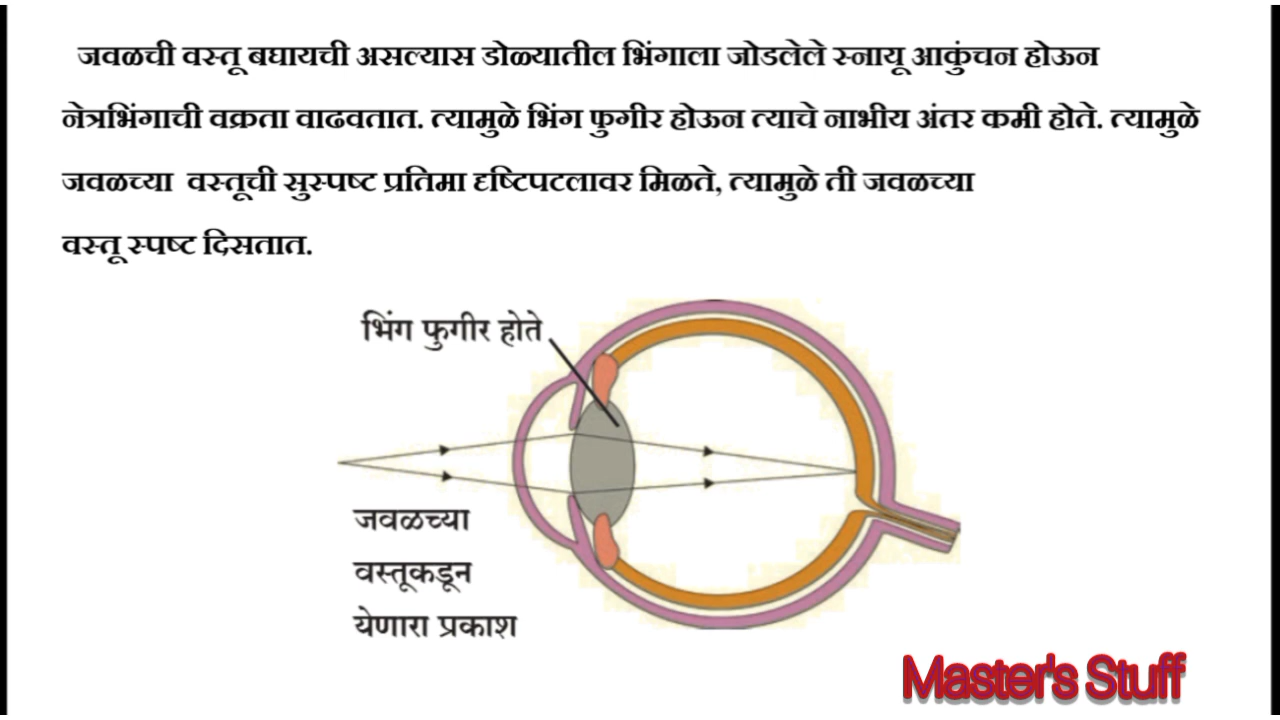 जवळची वस्तू बघायची असल्यास डोळ्यातील भिंगाला जोडलेले स्नायू आकुंचन होऊन
नेत्रभिंगाची वक्रता वाढवतात. त्यामुळे भिंग फुगीर होऊन त्याचे नाभीय अंतर कमी होते. त्यामुळे
जवळच्या वस्तूची सुस्पष्ट प्रतिमा दृष्टिपटलावर मिळते, त्यामुळे ती जवळच्या
वस्तू स्पष्ट दिसतात.
भिंग फुगीर होते
जवळच्या
वस्तूकडून
येणारा प्रकाश
Master's Stuff